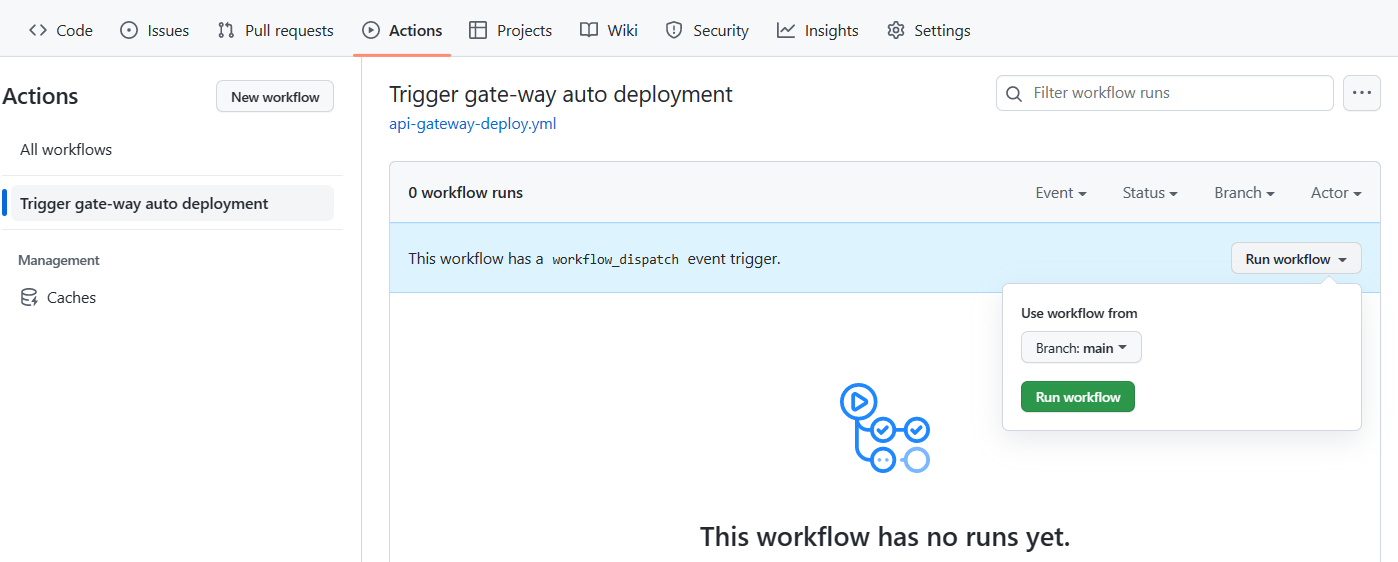 Code Issues Pull requests Actions Projects Wiki Security Insights Settings
Actions
New workflow
All workflows
Trigger gate-way auto deployment
Management
Caches
Trigger gate-way auto deployment
api-gateway-deploy.yml
Filter workflow runs
0 workflow runs
Event Status Branch Actor
This workflow has a workflow_dispatch event trigger.
Run workflow
Use workflow from
Branch: main
Run workflow
This workflow has no runs yet.